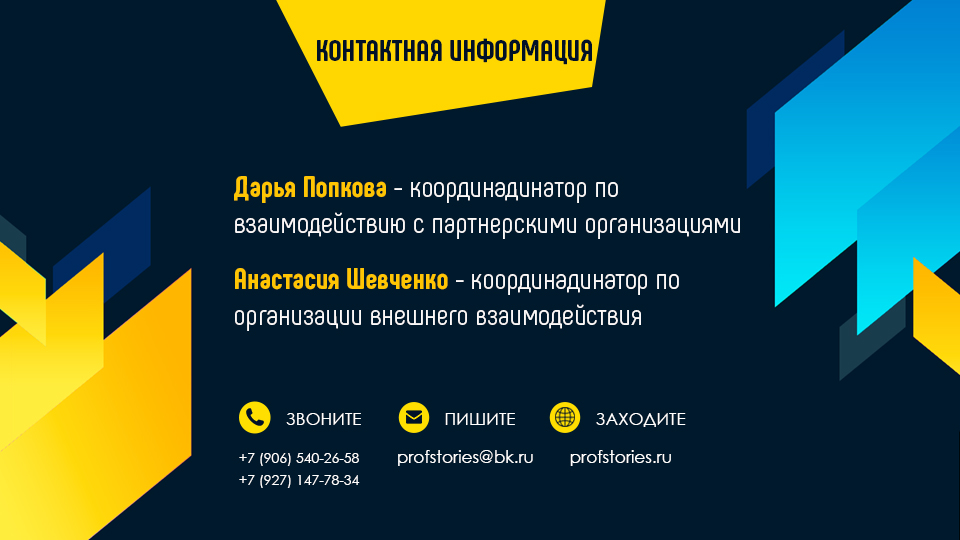 КОНТАКТНАЯ ИНФОРМАЦИЯ
Дарья Попкова - координадинатор по
взаимодействию с партнерскими организациями
Анастасия Шевченко - координадинатор по
организации внешнего взаимодействия
ЗВОНИТЕ ПИШИТЕ ЗАХОДИТЕ
+7 (906) 540-26-58 profstories@bk.ru profstories.ru
+7 (927) 147-78-34